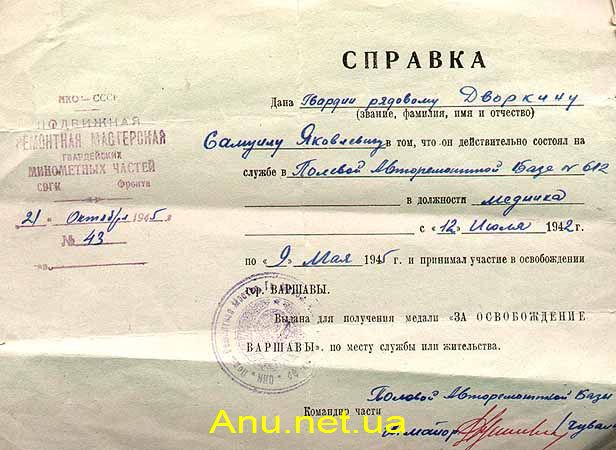 СПРАВКА
НКО - СССР
ПОДВИЖНАЯ
РЕМОНТНАЯ МАСТЕРСКАЯ
ГВАРДЕЙСКИХ
МИНОМЕТНЫХ ЧАСТЕЙ
Фронта
21 " Октября 1945 г
№ 43
Дана Гвардии рядовому Дворкину
(звание, фамилия, имя и отчество)
Самуилу Яковлевичу в том, что он действительно состоял на
службе в Полевой Авторемонтной Базе № 612
в должности медника
с «12» Июля 1942 г.
по «9» Мая 1945 г. и принимал участие в освобождении
гор. ВАРШАВЫ.
Выдана для получения медали «ЗА ОСВОБОЖДЕНИЕ
ВАРШАВЫ», по месту службы или жительства.
Полевой Авторемонтной Базы
Командир части
майор
Anu.net.ua